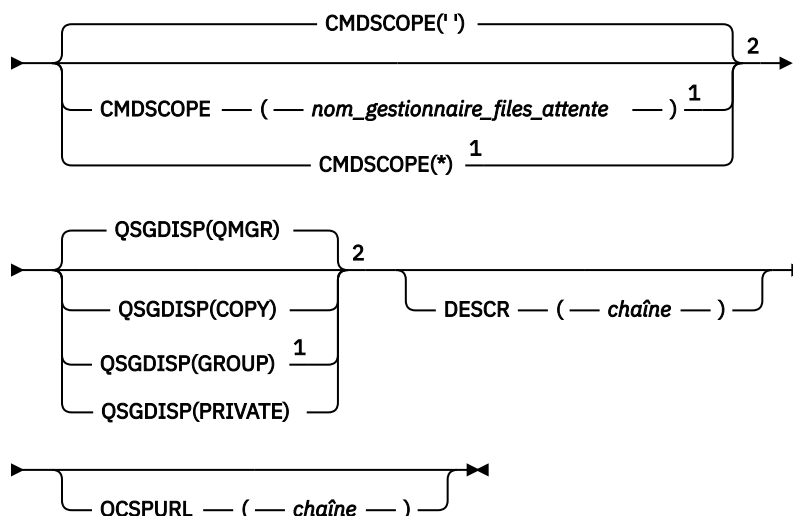 CMDSCOPE(' ')
2
CMDSCOPE ( nom_gestionnaire_files_attente ) 1
CMDSCOPE(*) 1
QSGDISP(QMGR)
2
QSGDISP(COPY) DESCR ( chaîne )
QSGDISP(GROUP) 1
QSGDISP(PRIVATE)
OCSPURL ( chaîne )